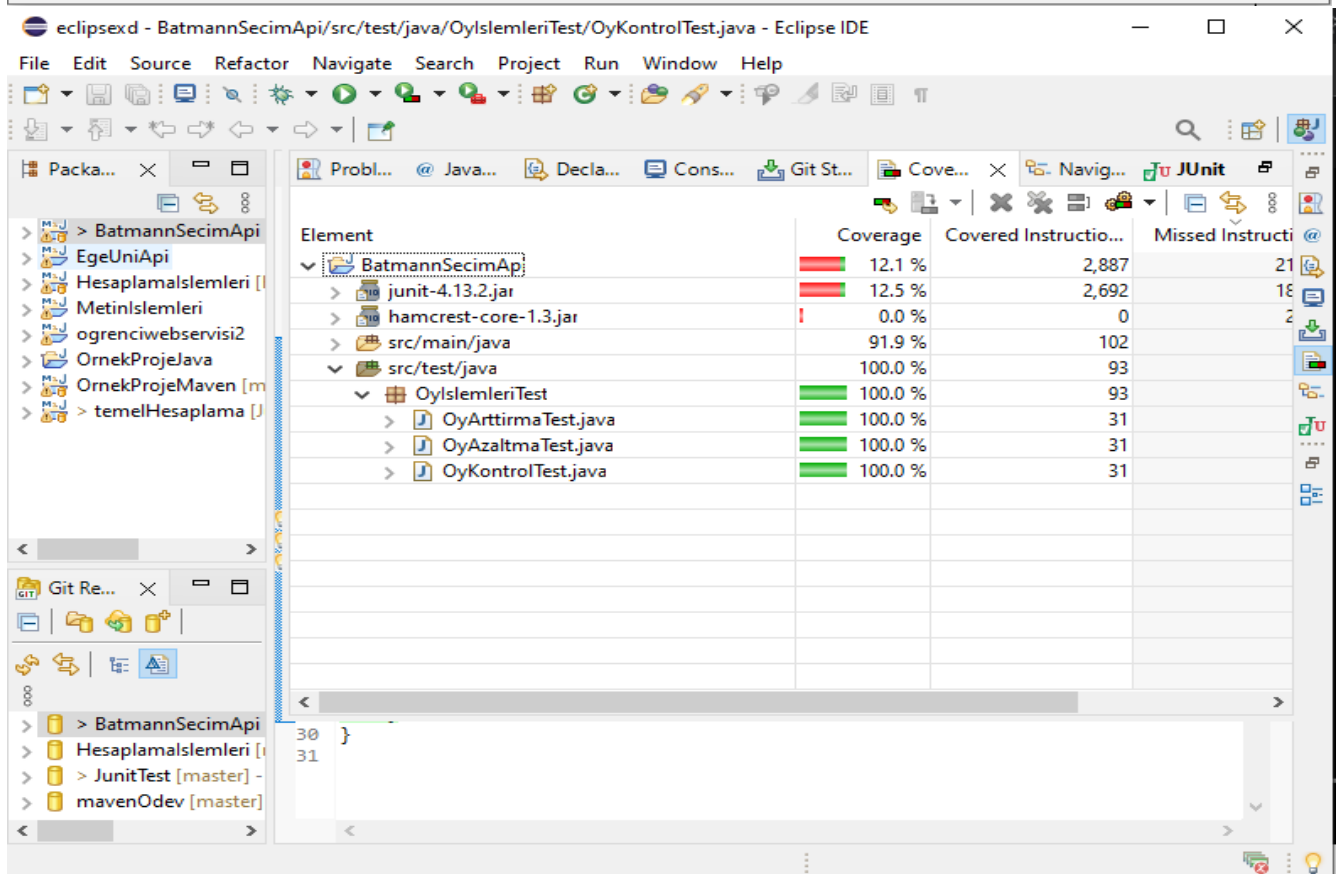 eclipsexd - BatmannSecimApi/src/test/java/OyIslemleriTest/OyKontrolTest.java - Eclipse IDE
File Edit Source Refactor Navigate Search Project Run Window Help
Packa...
> BatmannSecimApi
EgeUniApi
HesaplamaIslemleri [
MetinIslemleri
ogrenciwebservisi2
OrnekProjeJava
OrnekProjeMaven [m
> temelHesaplama [J
Probl... @ Java... Decla... Cons... Git St... Cove... Navig... JUnit
Element Coverage Covered Instructio... Missed Instructi
BatmannSecimAp 12.1 % 2,887 21
junit-4.13.2.jar 12.5 % 2,692 18
hamcrest-core-1.3.jar 0.0 % 0 2
src/main/java 91.9 % 102
src/test/java 100.0 % 93
OyIslemleriTest 100.0 % 93
OyArttirmaTest.java 100.0 % 31
OyAzaltmaTest.java 100.0 % 31
OyKontrolTest.java 100.0 % 31
Git Re...
> BatmannSecimApi
HesaplamaIslemleri [
> JunitTest [master] -
mavenOdev [master]
30 }
31